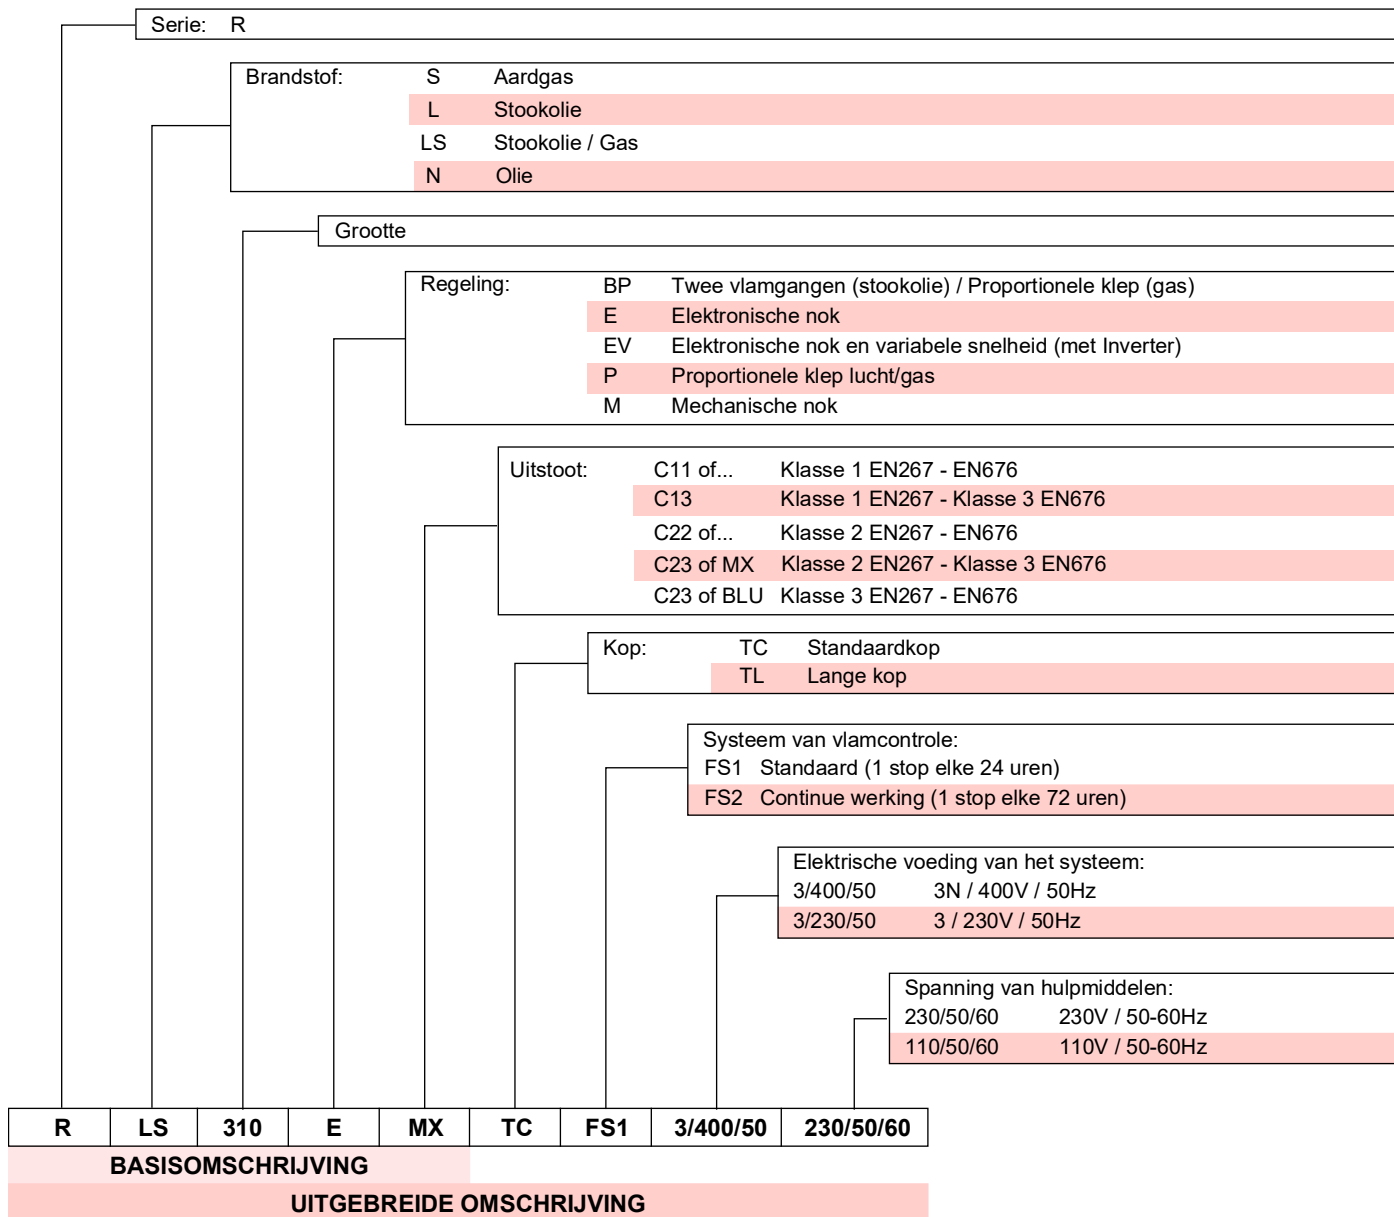 Serie: R
Brandstof: S Aardgas
L Stookolie
LS Stookolie / Gas
N Olie
Grootte
Regeling: BP Twee vlamgangen (stookolie) / Proportionele klep (gas)
E Elektronische nok
EV Elektronische nok en variabele snelheid (met Inverter)
P Proportionele klep lucht/gas
M Mechanische nok
Uitstoot: C11 of... Klasse 1 EN267 - EN676
C13 Klasse 1 EN267 - Klasse 3 EN676
C22 of... Klasse 2 EN267 - EN676
C23 of MX Klasse 2 EN267 - Klasse 3 EN676
C23 of BLU Klasse 3 EN267 - EN676
Kop: TC Standaardkop
TL Lange kop
Systeem van vlamcontrole:
FS1 Standaard (1 stop elke 24 uren)
FS2 Continue werking (1 stop elke 72 uren)
Elektrische voeding van het systeem:
3/400/50 3N / 400V / 50Hz
3/230/50 3 / 230V / 50Hz
Spanning van hulpmiddelen:
230/50/60 230V / 50-60Hz
110/50/60 110V / 50-60Hz
R LS 310 E MX TC FS1 3/400/50 230/50/60
BASISOMSCHRIJVING
UITGEBREIDE OMSCHRIJVING